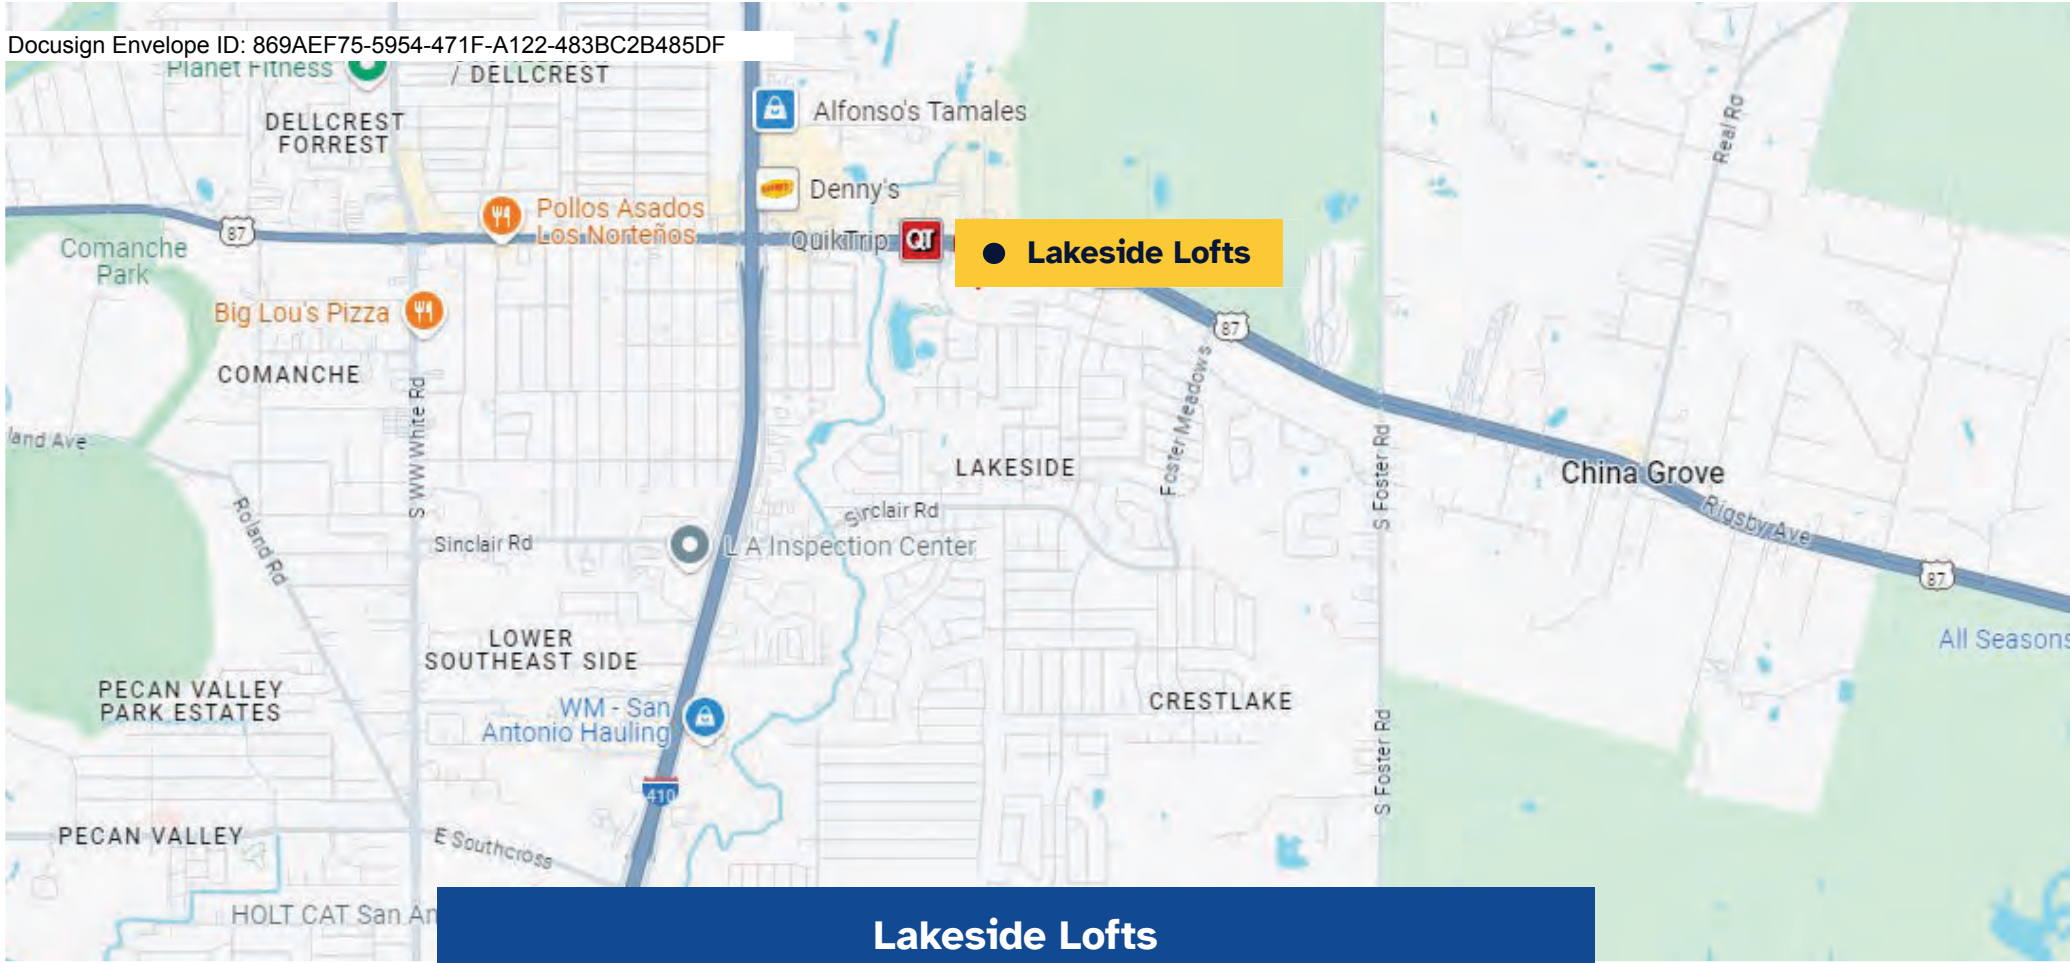 Docusign Envelope ID: 869AEF75-5954-471F-A122-483BC2B485DF
Planet Fitness
/ DELLCREST
DELLCREST
FORREST
Alfonso's Tamales
Real Rd
Denny's
Pollos Asados
Los Norteños
87
QuikTrip
QT
Lakeside Lofts
Comanche
Park
Big Lou's Pizza
87
COMANCHE
S WW White Rd
Foster Meadows
land Ave
LAKESIDE
S Foster Rd
China Grove
Rigsby Ave
Roland Rd
Sinclair Rd
Sinclair Rd
L A Inspection Center
87
LOWER
SOUTHEAST SIDE
All Seasons
PECAN VALLEY
PARK ESTATES
CRESTLAKE
WM - San
Antonio Hauling
S Foster Rd
410
PECAN VALLEY
E Southcross
HOLT CAT San An
Lakeside Lofts